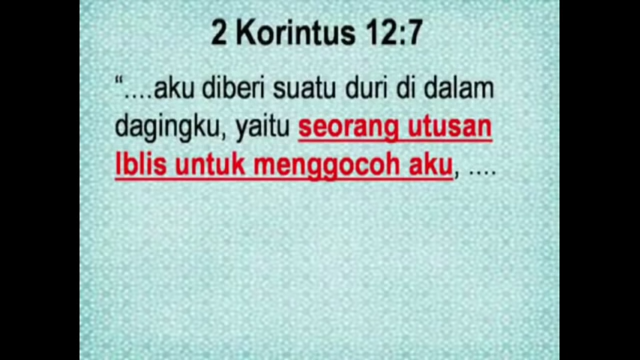 2 Korintus 12:7
“....aku diberi suatu duri di dalam
dagingku, yaitu seorang utusan
Iblis untuk menggocoh aku, ....